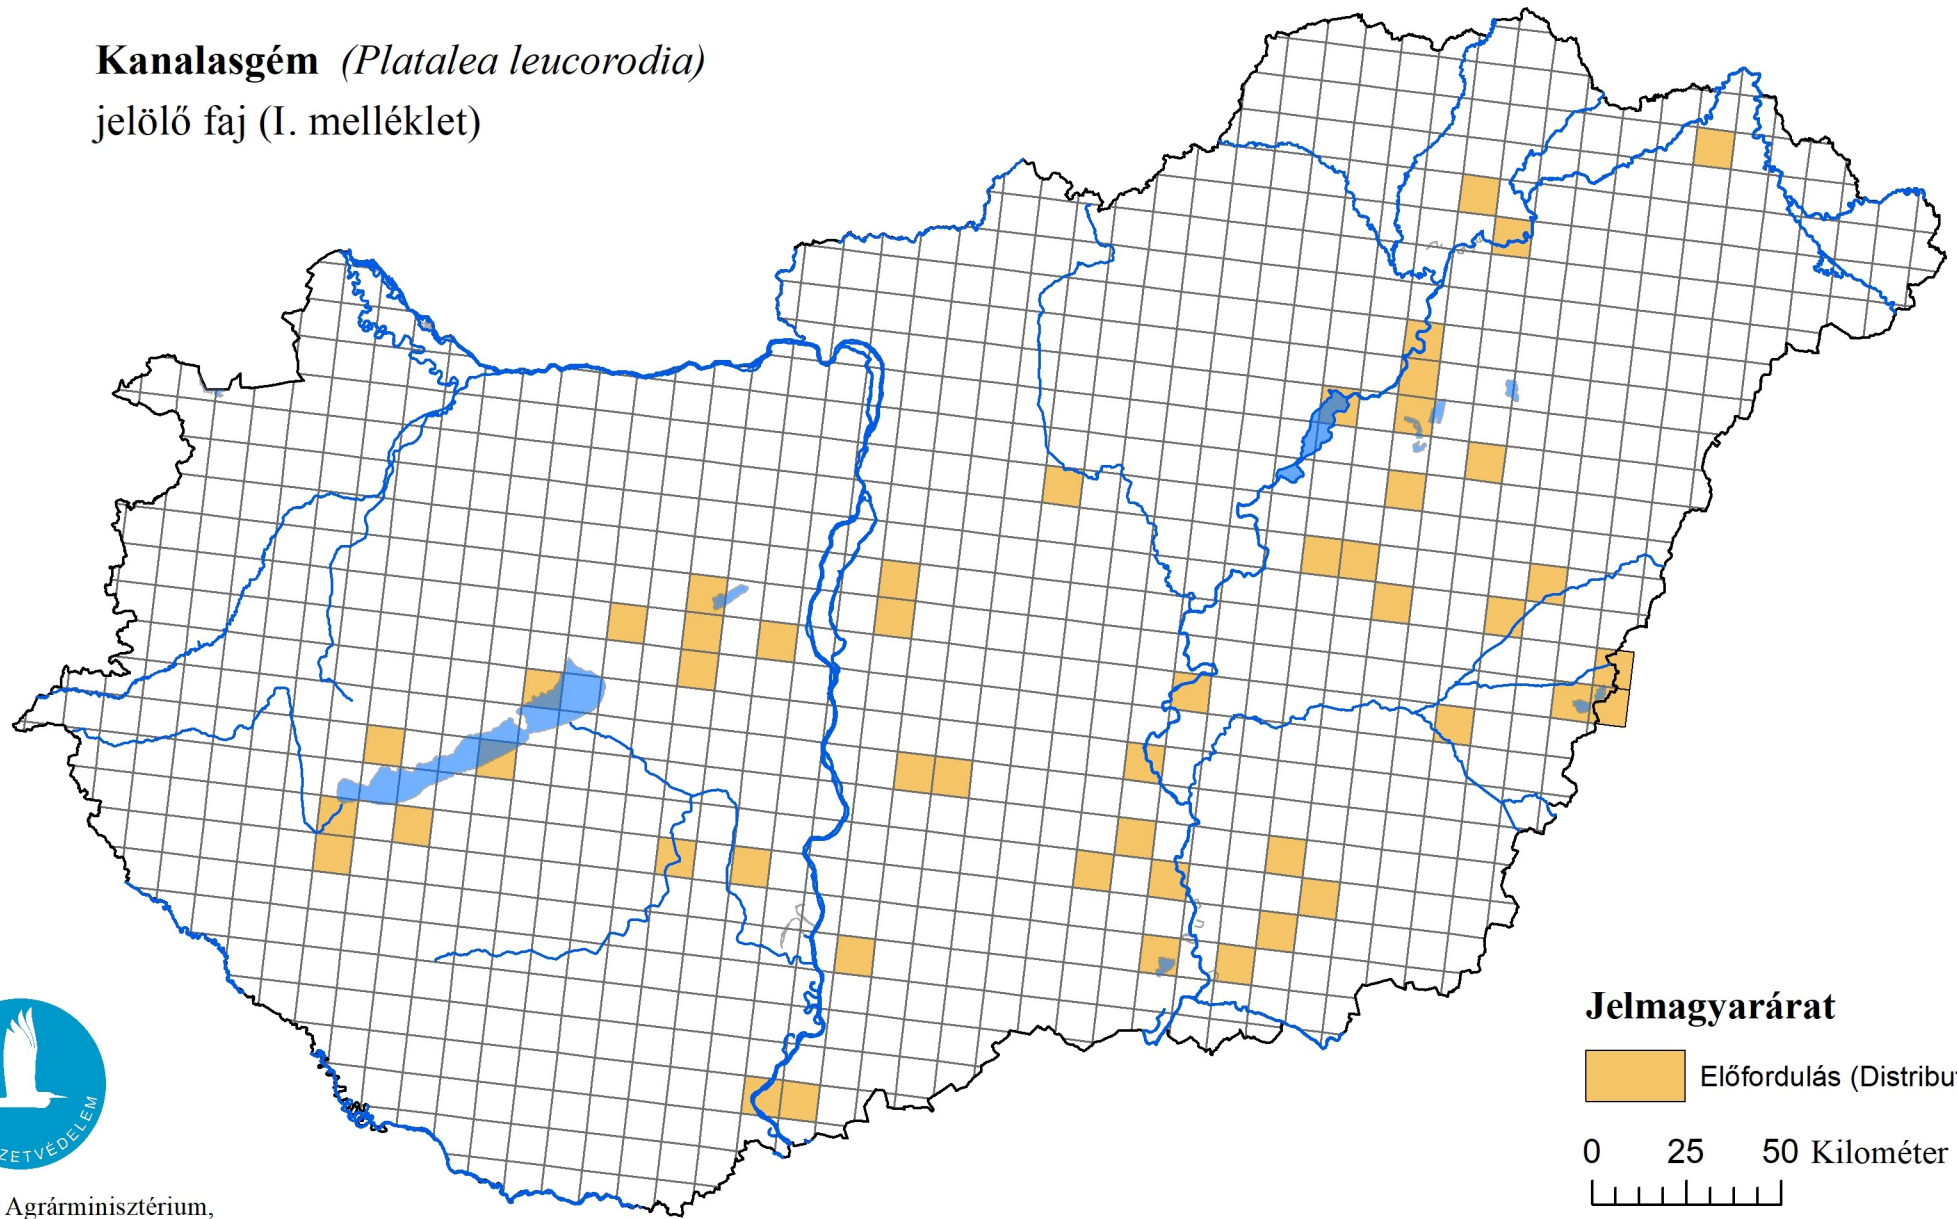 Kanalasgém (Platalea leucorodia)
jelölő faj (I. melléklet)
Jelmagyarárat
Előfordulás (Distribu
0 25 50 Kilométer
ZETVÉDELEM
Agrárminisztérium,